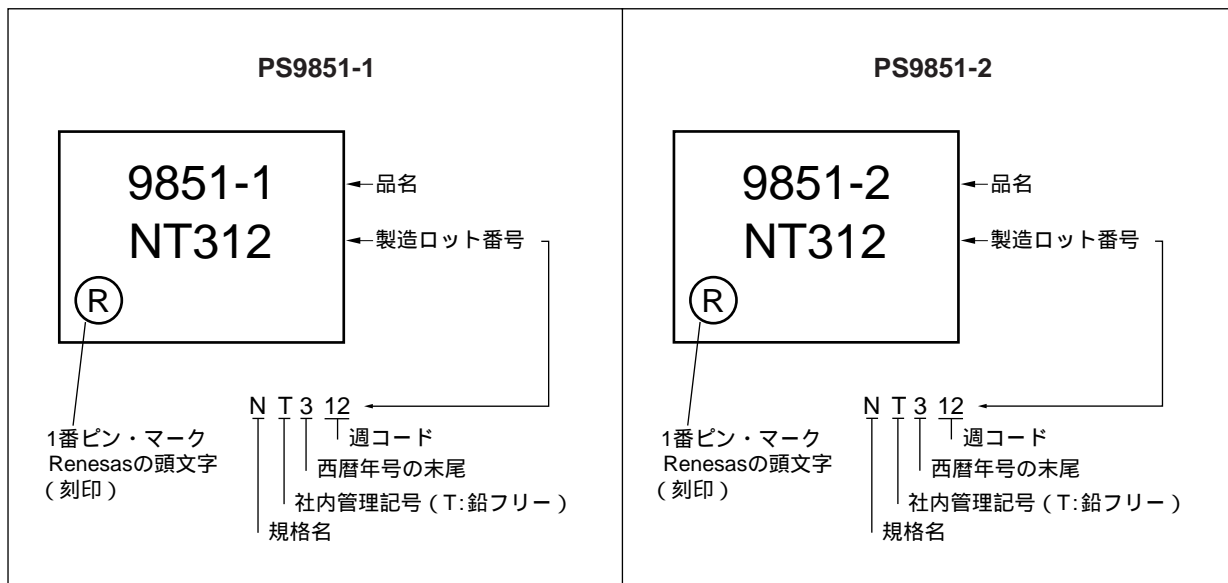 PS9851-1
9851-1
NT312
R
品名
製造ロット番号
N T 3 12
週コード
西暦年号の末尾
社内管理記号（T:鉛フリー）
規格名
1番ピン・マーク
Renesasの頭文字
（刻印）
PS9851-2
9851-2
NT312
R
品名
製造ロット番号
N T 3 12
週コード
西暦年号の末尾
社内管理記号（T:鉛フリー）
規格名
1番ピン・マーク
Renesasの頭文字
（刻印）